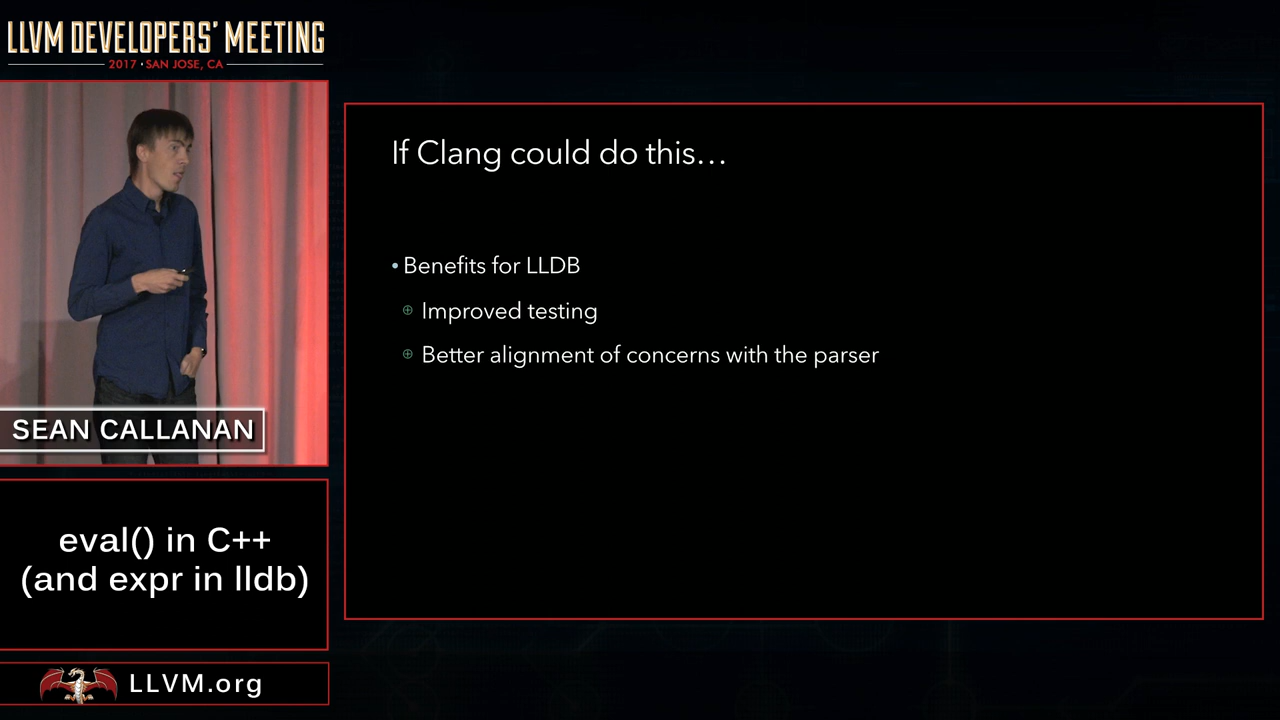 LLVM DEVELOPERS' MEETING
2017 · SAN JOSE, CA
SEAN CALLANAN
eval() in C++
(and expr in lldb)
LLVM.org
If Clang could do this…
• Benefits for LLDB
⊕ Improved testing
⊕ Better alignment of concerns with the parser